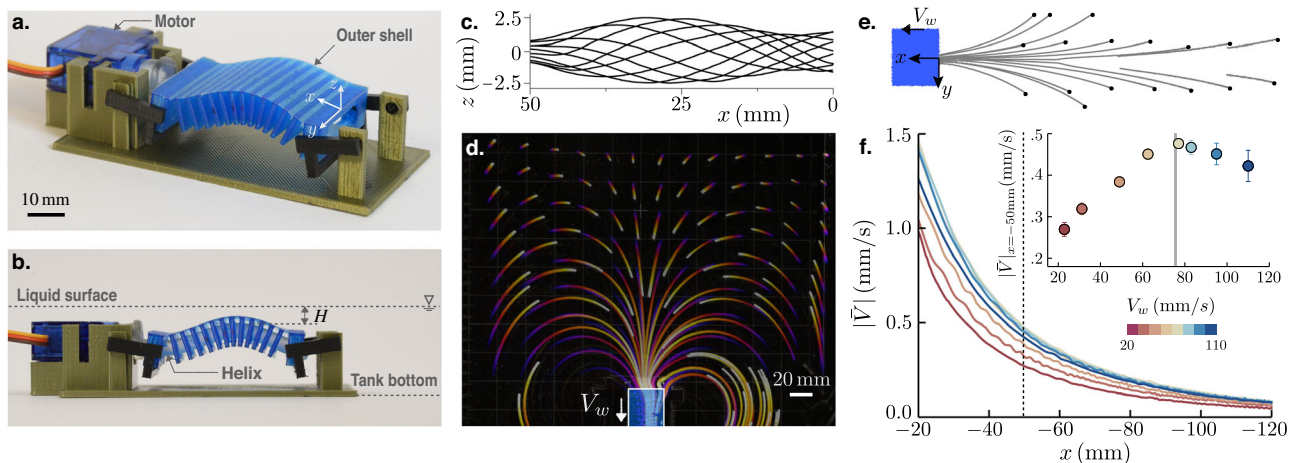 a.
Motor
Outer shell
z
x
y
10 mm
b.
Liquid surface
H
Helix
Tank bottom
c.
z (mm)
2.5
0
−2.5
50
25
0
x (mm)
d.
V_w
20 mm
e.
V_w
x
y
f.
|V̄| (mm/s)
1.5
1.0
0.5
0.0
−20
−40
−60
−80
−100
−120
x (mm)
|V̄|ₓ₌₋₅₀ₘₘ (mm/s)
.5
.4
.3
.2
20
40
60
80
100
120
V_w (mm/s)
20
110